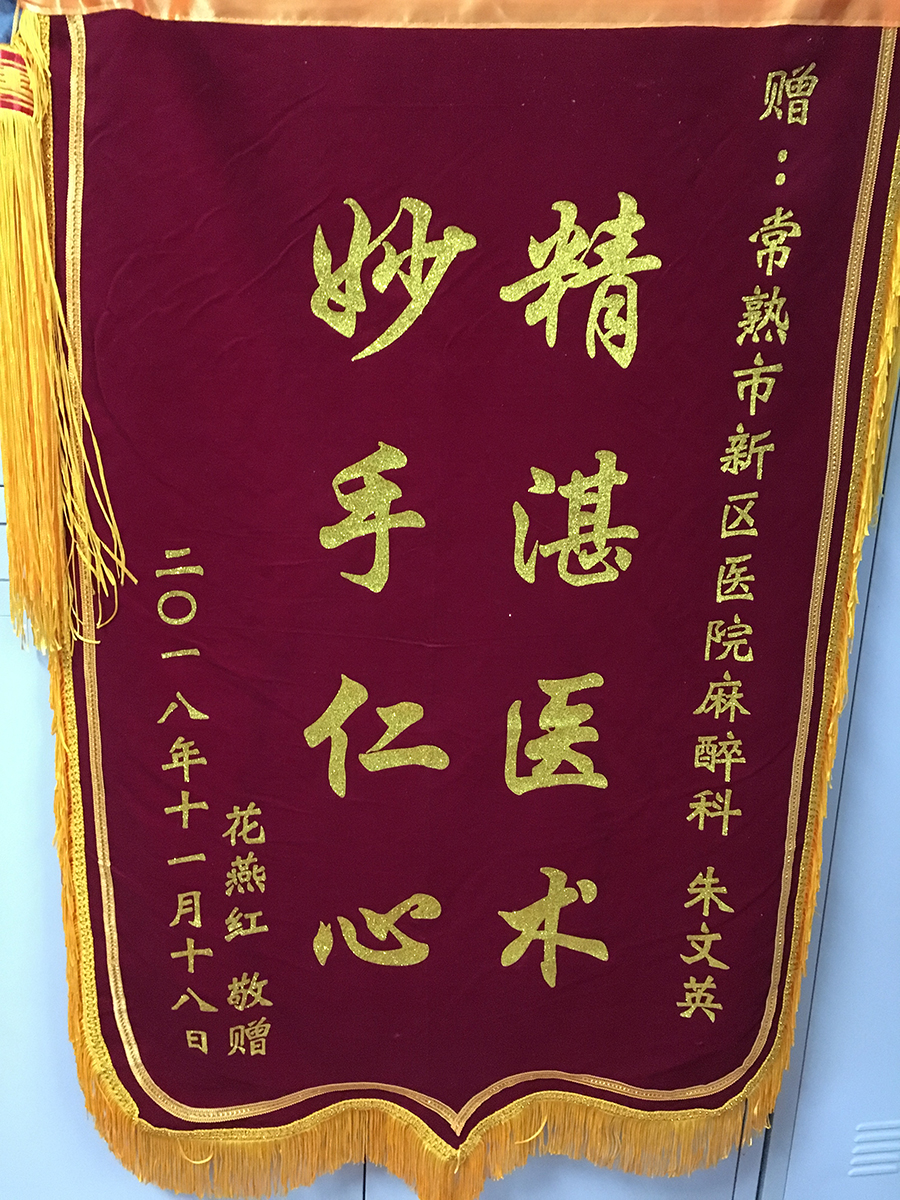 赠：常熟市新区医院麻醉科 朱文英
精湛医术
妙手仁心
花燕红 敬赠
二〇一八年十一月十八日